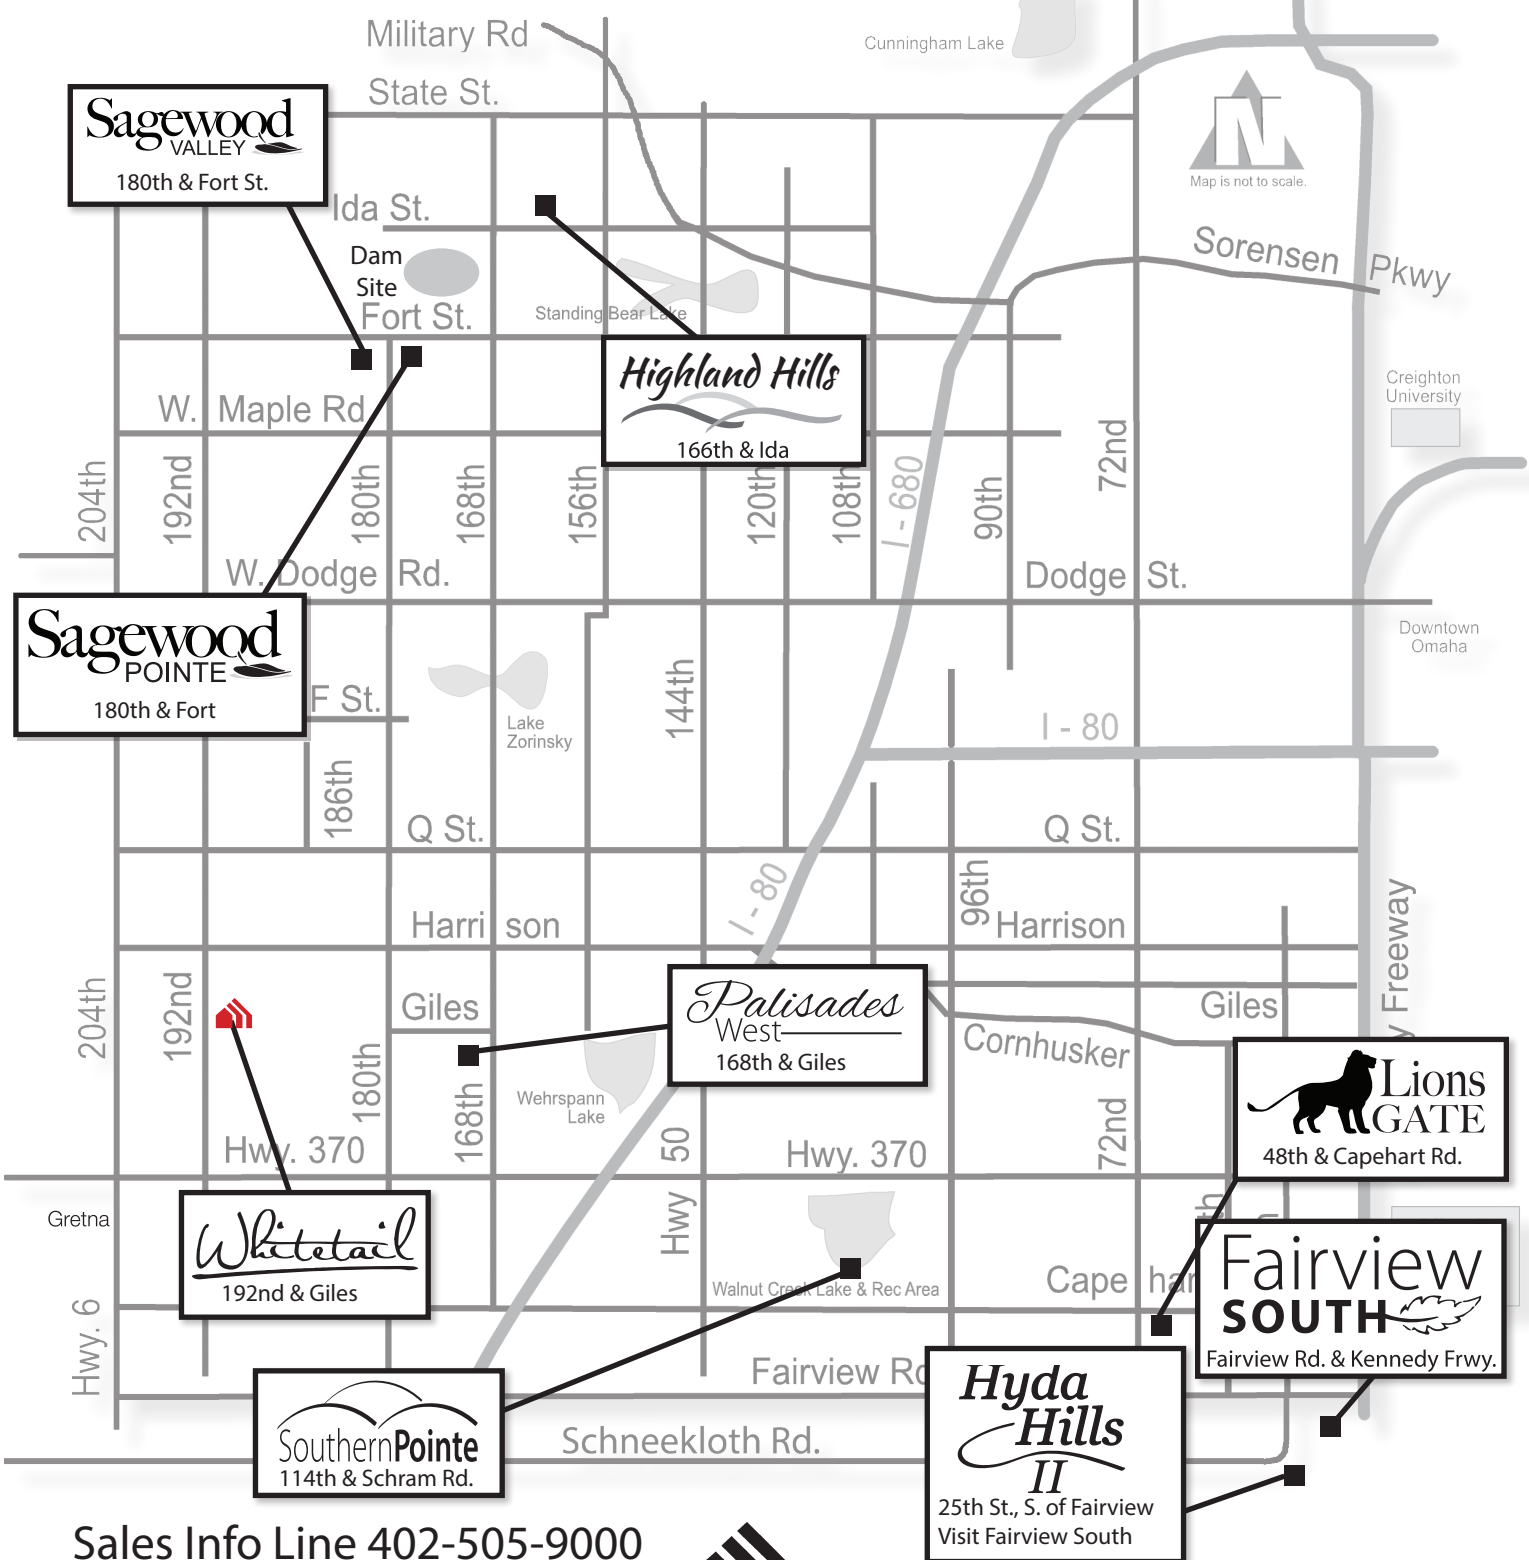 Military Rd
Cunningham Lake
State St.
Sagewood
VALLEY
180th & Fort St.
N
Map is not to scale.
Ida St.
Dam
Site
Sorensen Pkwy
Fort St.
Standing Bear Lake
Highland Hills
166th & Ida
Creighton
University
W. Maple Rd
204th
192nd
180th
168th
156th
120th
108th
I - 680
90th
72nd
W. Dodge Rd.
Dodge St.
Sagewood
POINTE
180th & Fort
Downtown
Omaha
F St.
Lake
Zorinsky
144th
I - 80
186th
Q St.
Q St.
I - 80
96th
Harrison
Harrison
y Freeway
204th
192nd
Giles
Palisades
West
168th & Giles
Giles
Cornhusker
180th
168th
Wehrspann
Lake
Lions
GATE
48th & Capehart Rd.
72nd
Hwy. 370
Hwy 50
Hwy. 370
Gretna
Whitetail
192nd & Giles
Walnut Creek Lake & Rec Area
Cape har
th
Fairview
SOUTH
Fairview Rd. & Kennedy Frwy.
Hwy. 6
Fairview Rd
SouthernPointe
114th & Schram Rd.
Schneekloth Rd.
Hyda
Hills
II
25th St., S. of Fairview
Visit Fairview South
Sales Info Line 402-505-9000